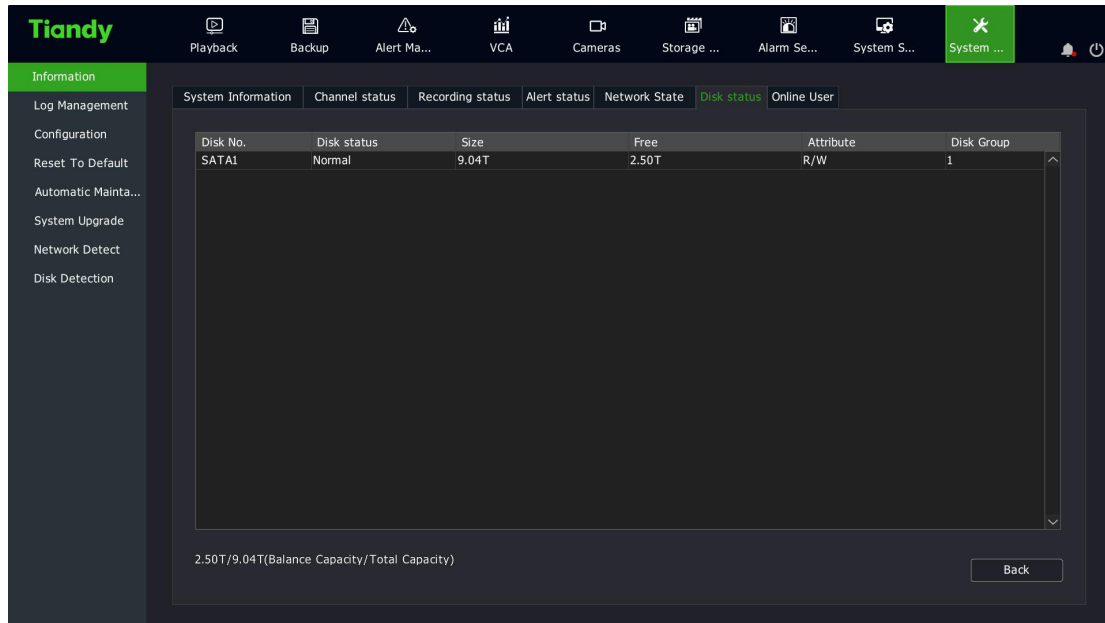 Tiandy
Playback Backup Alert Ma... VCA Cameras Storage ... Alarm Se... System S... System ...
Information
Log Management
Configuration
Reset To Default
Automatic Mainta...
System Upgrade
Network Detect
Disk Detection
System Information Channel status Recording status Alert status Network State Disk status Online User
Disk No. Disk status Size Free Attribute Disk Group
SATA1 Normal 9.04T 2.50T R/W 1
2.50T/9.04T(Balance Capacity/Total Capacity)
Back